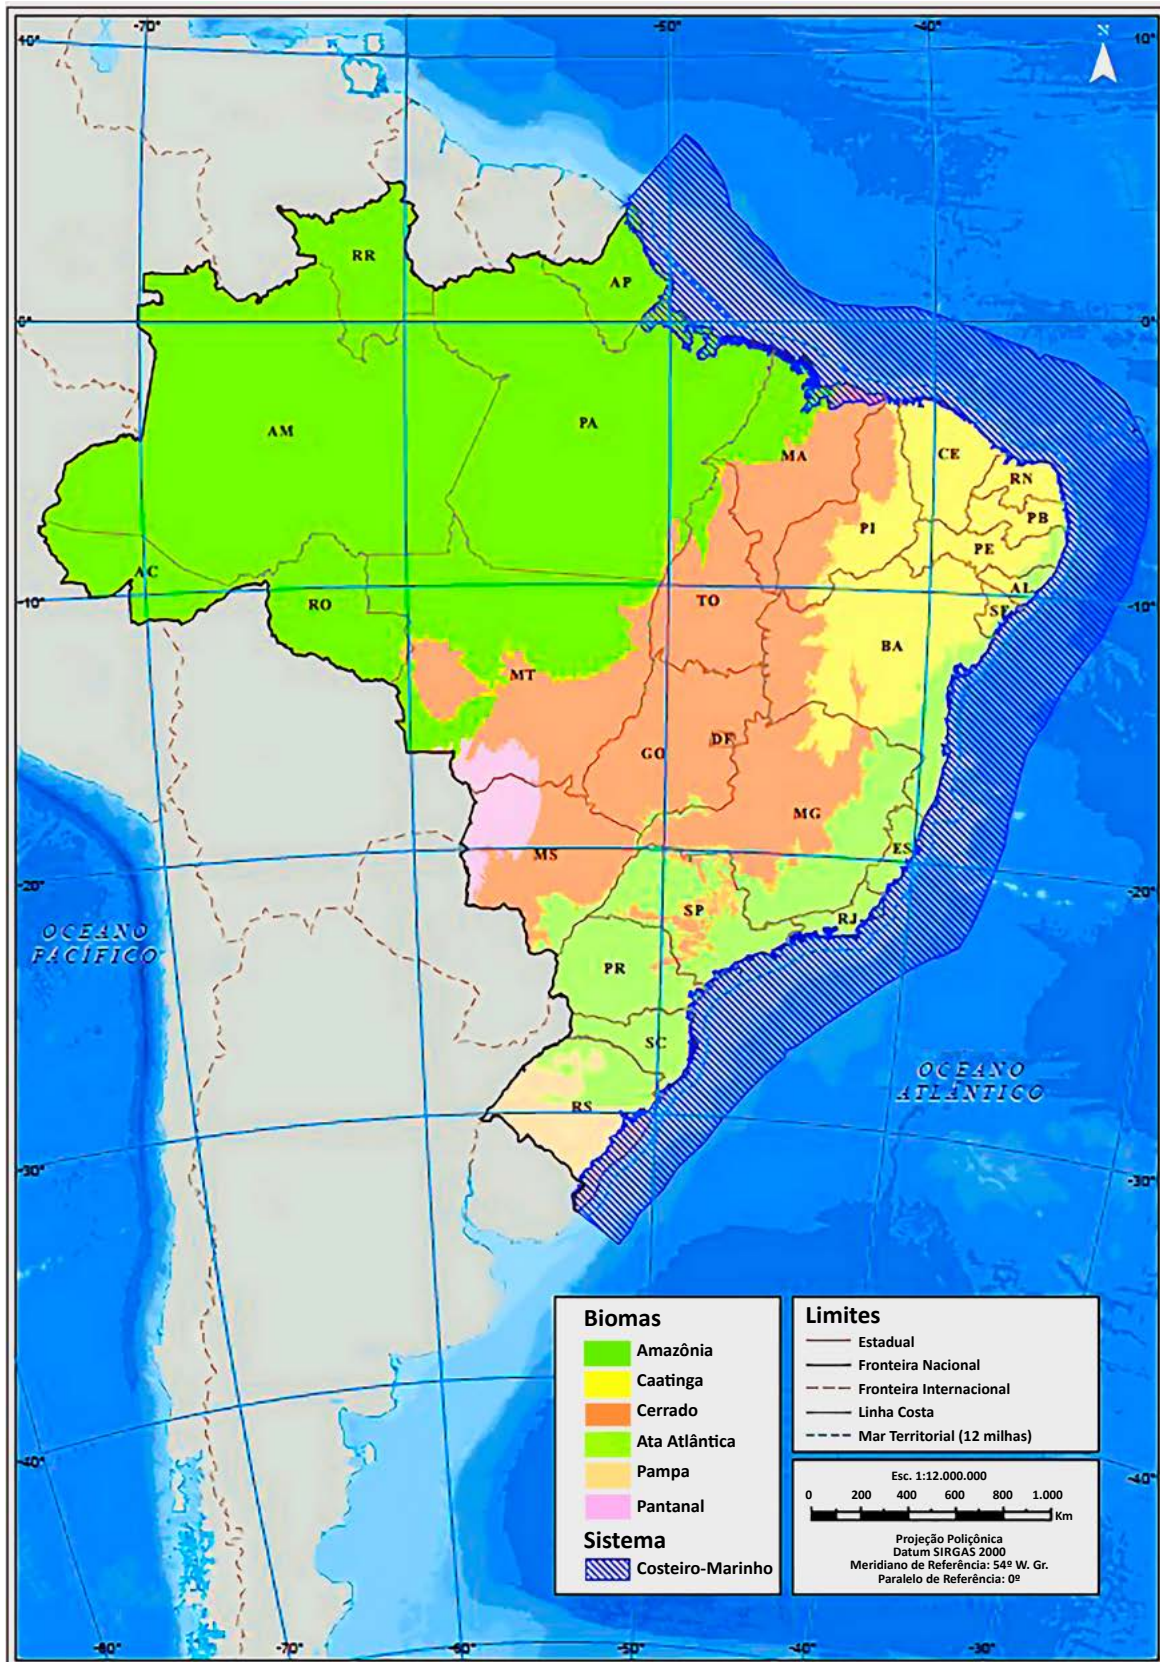 -70°
-50°
-40°
10°
N
10°
RR
AP
0°
0°
AM
PA
MA
CE
RN
PB
PI
PE
AC
AL
-10°
RO
TO
SE
-10°
BA
MT
GO
DF
MG
MS
ES
-20°
-20°
SP
RJ
OCEANO
PACÍFICO
PR
SC
OCEANO
ATLÂNTICO
RS
-30°
-30°
Biomas
Amazônia
Caatinga
Cerrado
Ata Atlântica
Pampa
Pantanal
Sistema
Costeiro-Marinho
Limites
Estadual
Fronteira Nacional
Fronteira Internacional
Linha Costa
Mar Territorial (12 milhas)
-40°
-40°
Esc. 1:12.000.000
0 200 400 600 800 1.000
Km
Projeção Poliçônica
Datum SIRGAS 2000
Meridiano de Referência: 54º W. Gr.
Paralelo de Referência: 0º
-80°
-70°
-60°
-50°
-40°
-30°